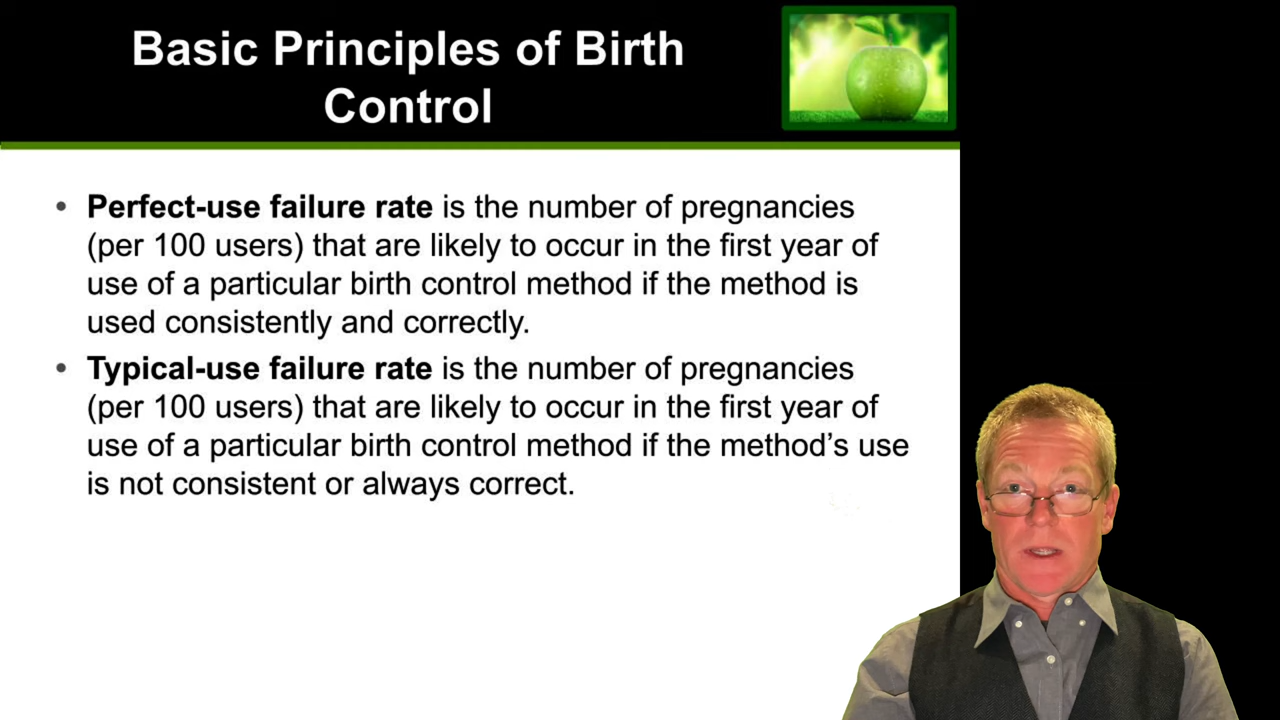 Basic Principles of Birth
Control
• Perfect-use failure rate is the number of pregnancies
(per 100 users) that are likely to occur in the first year of
use of a particular birth control method if the method is
used consistently and correctly.
• Typical-use failure rate is the number of pregnancies
(per 100 users) that are likely to occur in the first year of
use of a particular birth control method if the method’s use
is not consistent or always correct.